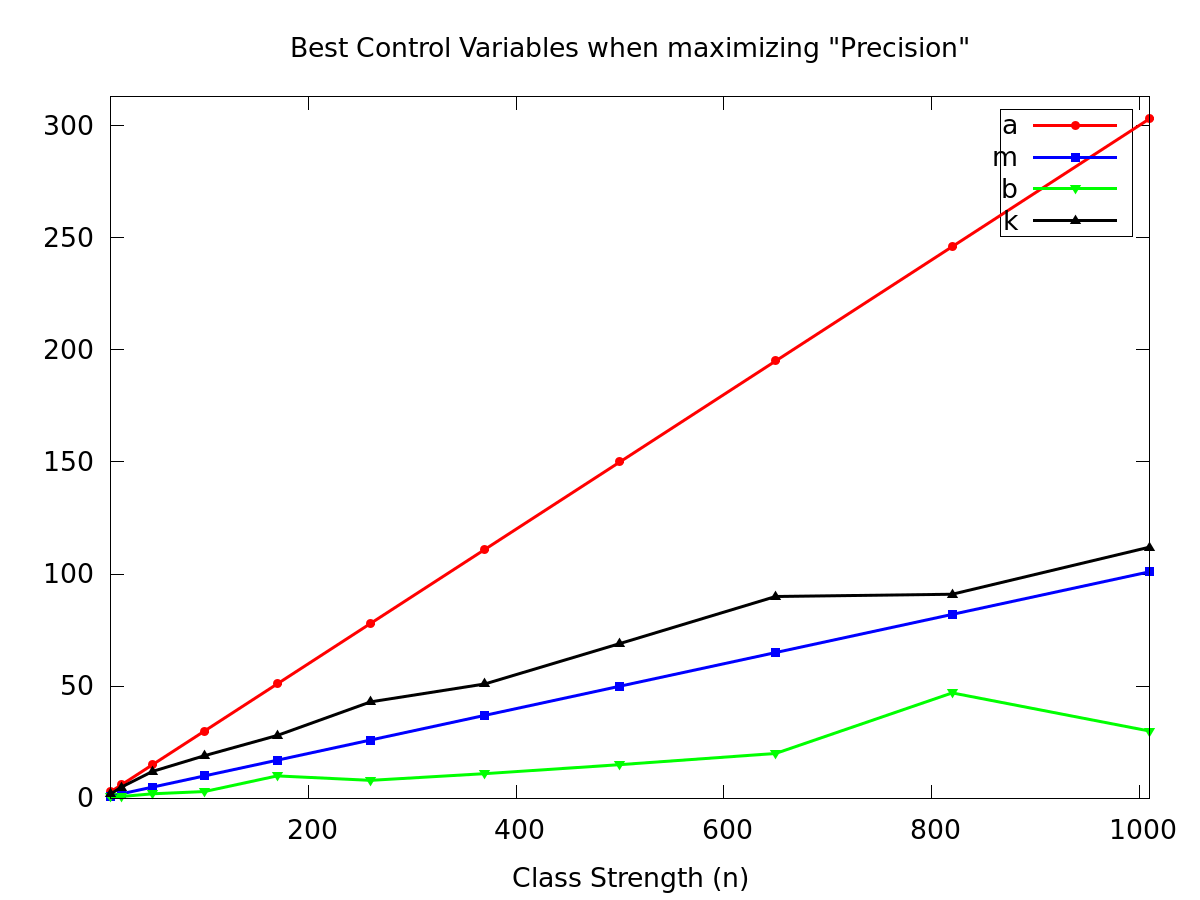 Best Control Variables when maximizing "Precision"
300
250
200
150
100
50
0
a
m
b
k
200 400 600 800 1000
Class Strength (n)